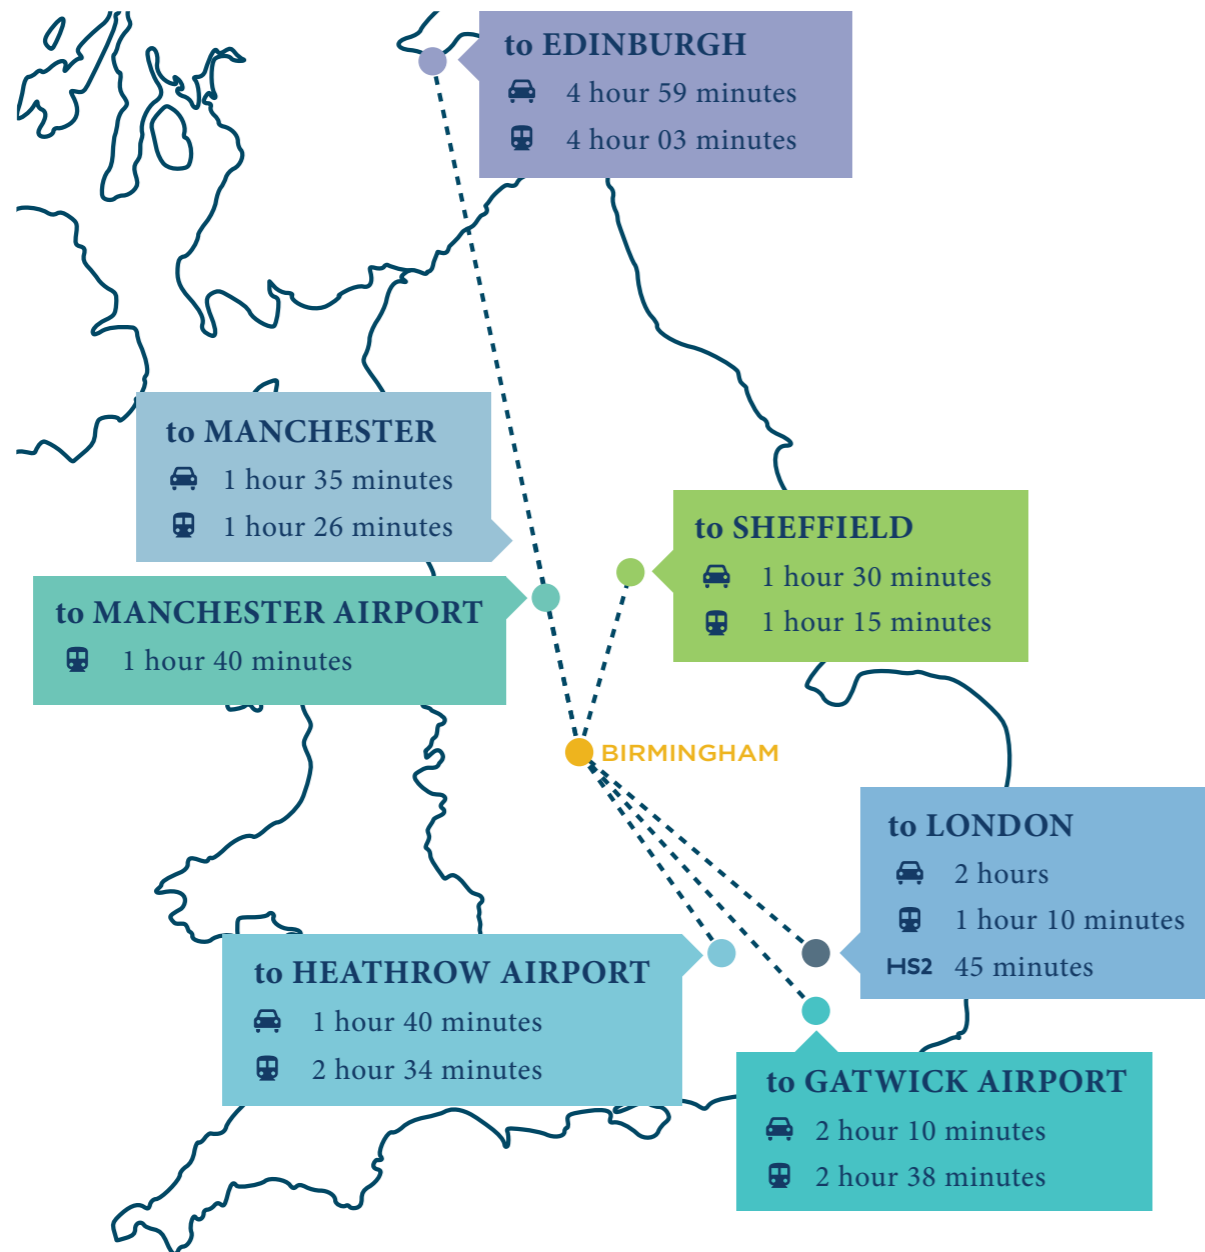 to EDINBURGH
4 hour 59 minutes
4 hour 03 minutes
to MANCHESTER
1 hour 35 minutes
1 hour 26 minutes
to SHEFFIELD
1 hour 30 minutes
1 hour 15 minutes
to MANCHESTER AIRPORT
1 hour 40 minutes
BIRMINGHAM
to LONDON
2 hours
1 hour 10 minutes
HS2 45 minutes
to HEATHROW AIRPORT
1 hour 40 minutes
2 hour 34 minutes
to GATWICK AIRPORT
2 hour 10 minutes
2 hour 38 minutes